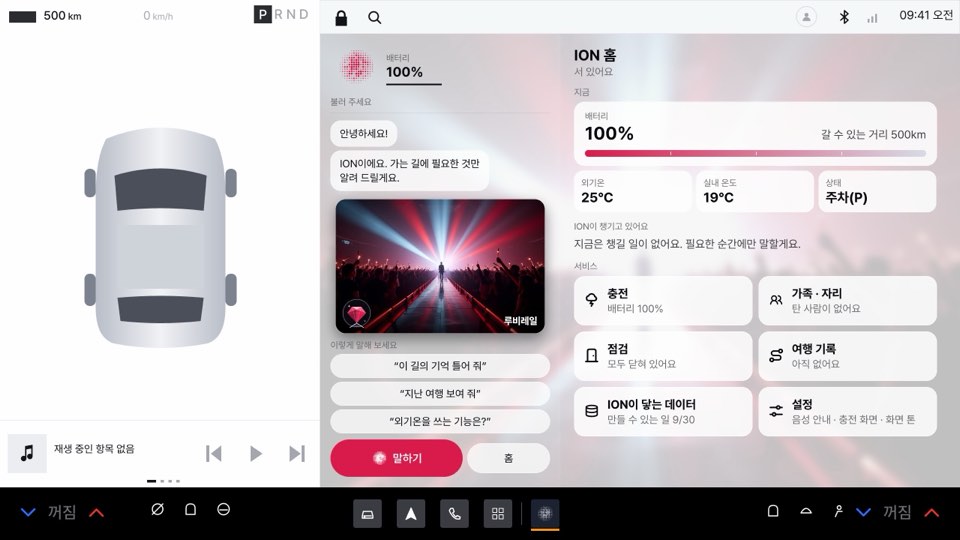 500 km
0 km/h
P R N D
09:41 오전
배터리
100%
불러 주세요
안녕하세요!
ION이에요. 가는 길에 필요한 것만
알려 드릴게요.
루비레일
이렇게 말해 보세요
“이 길의 기억 틀어 줘”
“지난 여행 보여 줘”
“외기온을 쓰는 기능은?”
말하기
홈
ION 홈
서 있어요
지금
배터리
100%
갈 수 있는 거리 500km
외기온
25°C
실내 온도
19°C
상태
주차(P)
ION이 챙기고 있어요
지금은 챙길 일이 없어요. 필요한 순간에만 말할게요.
서비스
충전
배터리 100%
가족 · 자리
탄 사람이 없어요
점검
모두 닫혀 있어요
여행 기록
아직 없어요
ION이 닿는 데이터
만들 수 있는 일 9/30
설정
음성 안내 · 충전 화면 · 화면 톤
재생 중인 항목 없음
꺼짐
꺼짐